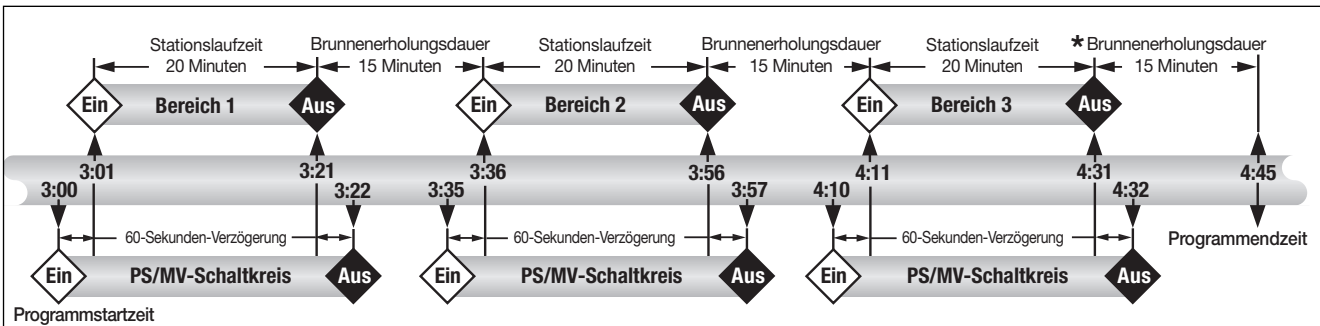 Stationslaufzeit Brunnenerholungsdauer Stationslaufzeit Brunnenerholungsdauer Stationslaufzeit *Brunnenerholungsdauer
20 Minuten 15 Minuten 20 Minuten 15 Minuten 20 Minuten 15 Minuten
Ein Bereich 1 Aus Ein Bereich 2 Aus Ein Bereich 3 Aus
3:01 3:21 3:36 3:56 4:11 4:31 4:45
3:00 3:22 3:35 3:57 4:10 4:32
60-Sekunden-Verzögerung 60-Sekunden-Verzögerung 60-Sekunden-Verzögerung Programmendzeit
Ein PS/MV-Schaltkreis Aus Ein PS/MV-Schaltkreis Aus Ein PS/MV-Schaltkreis Aus
Programmstartzeit